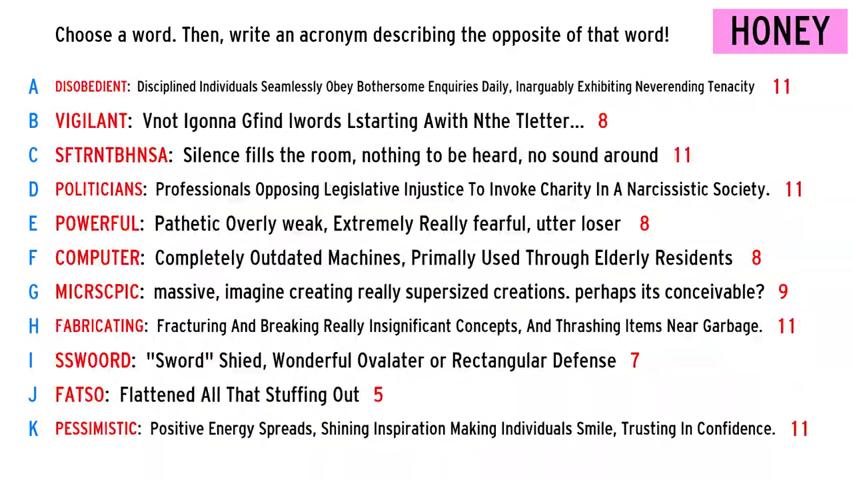 Choose a word. Then, write an acronym describing the opposite of that word!
HONEY
A DISOBEDIENT: Disciplined Individuals Seamlessly Obey Bothersome Enquiries Daily, Inarguably Exhibiting Neverending Tenacity 11
B VIGILANT: Vnot Igonna Gfind Iwords Lstarting Awith Nthe Tletter... 8
C SFTRNTBHNSA: Silence fills the room, nothing to be heard, no sound around 11
D POLITICIANS: Professionals Opposing Legislative Injustice To Invoke Charity In A Narcissistic Society. 11
E POWERFUL: Pathetic Overly weak, Extremely Really fearful, utter loser 8
F COMPUTER: Completely Outdated Machines, Primally Used Through Elderly Residents 8
G MICRSCPIC: massive, imagine creating really supersized creations. perhaps its conceivable? 9
H FABRICATING: Fracturing And Breaking Really Insignificant Concepts, And Thrashing Items Near Garbage. 11
I SSWOORD: "Sword" Shied, Wonderful Ovalater or Rectangular Defense 7
J FATSO: Flattened All That Stuffing Out 5
K PESSIMISTIC: Positive Energy Spreads, Shining Inspiration Making Individuals Smile, Trusting In Confidence. 11